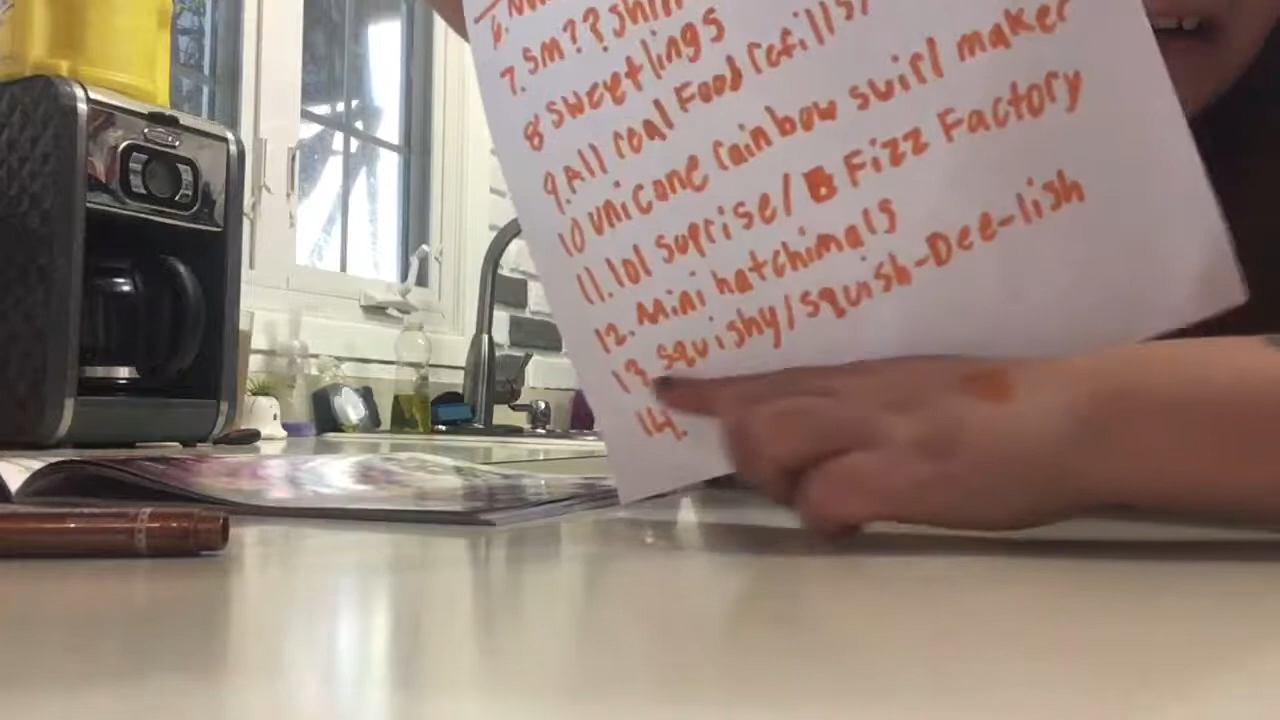 6.
7. SM??
8 sweetlings
9. All real Food refills,
10 unicone rainbow swirl maker
11. lol suprise/ Fizz Factory
12. Mini hatchimals
13. squishy/squish-Dee-lish
14.